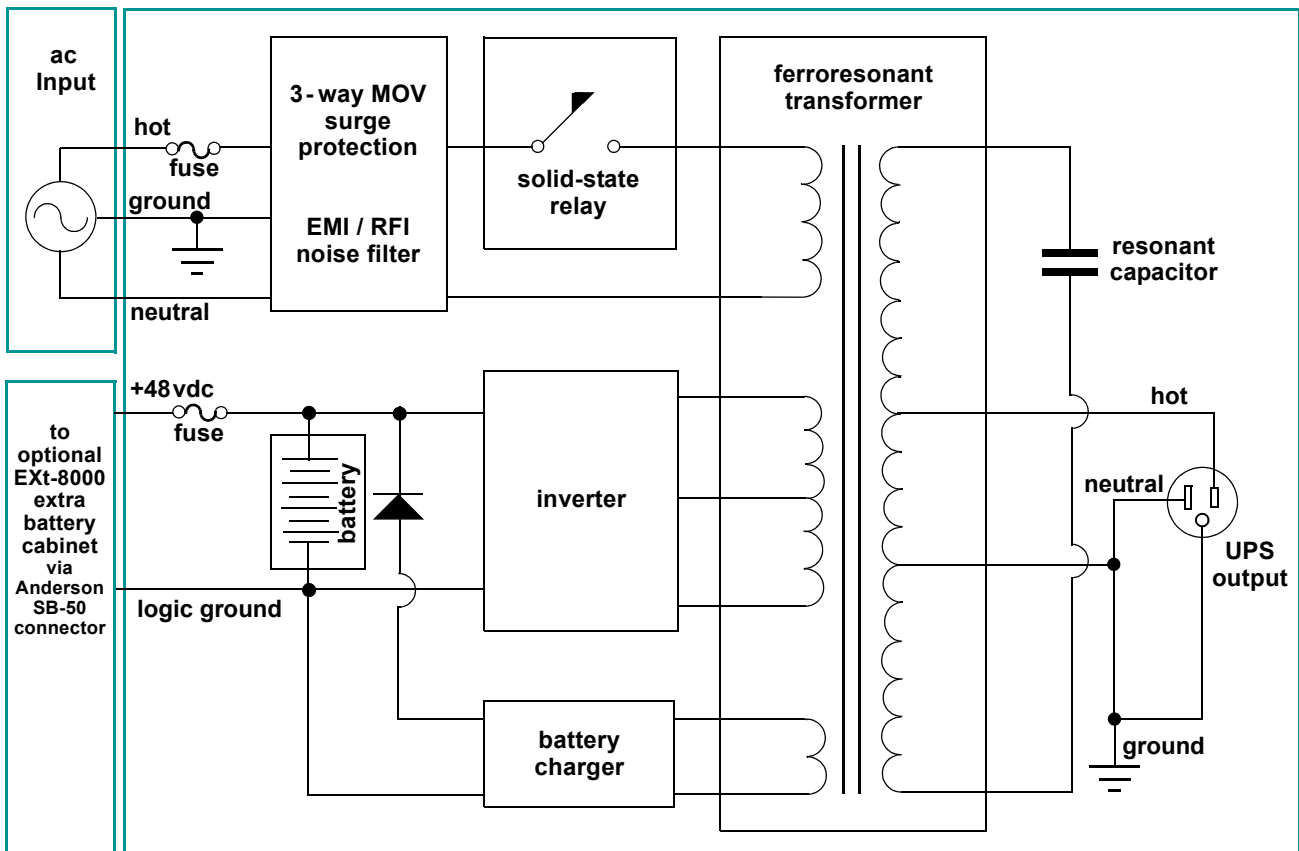 ac
Input
hot
fuse
ground
neutral
3-way MOV
surge
protection
EMI / RFI
noise filter
solid-state
relay
ferroresonant
transformer
resonant
capacitor
+48vdc
fuse
to
optional
EXt-8000
extra
battery
cabinet
via
Anderson
SB-50
connector
battery
logic ground
inverter
battery
charger
hot
neutral
UPS
output
ground